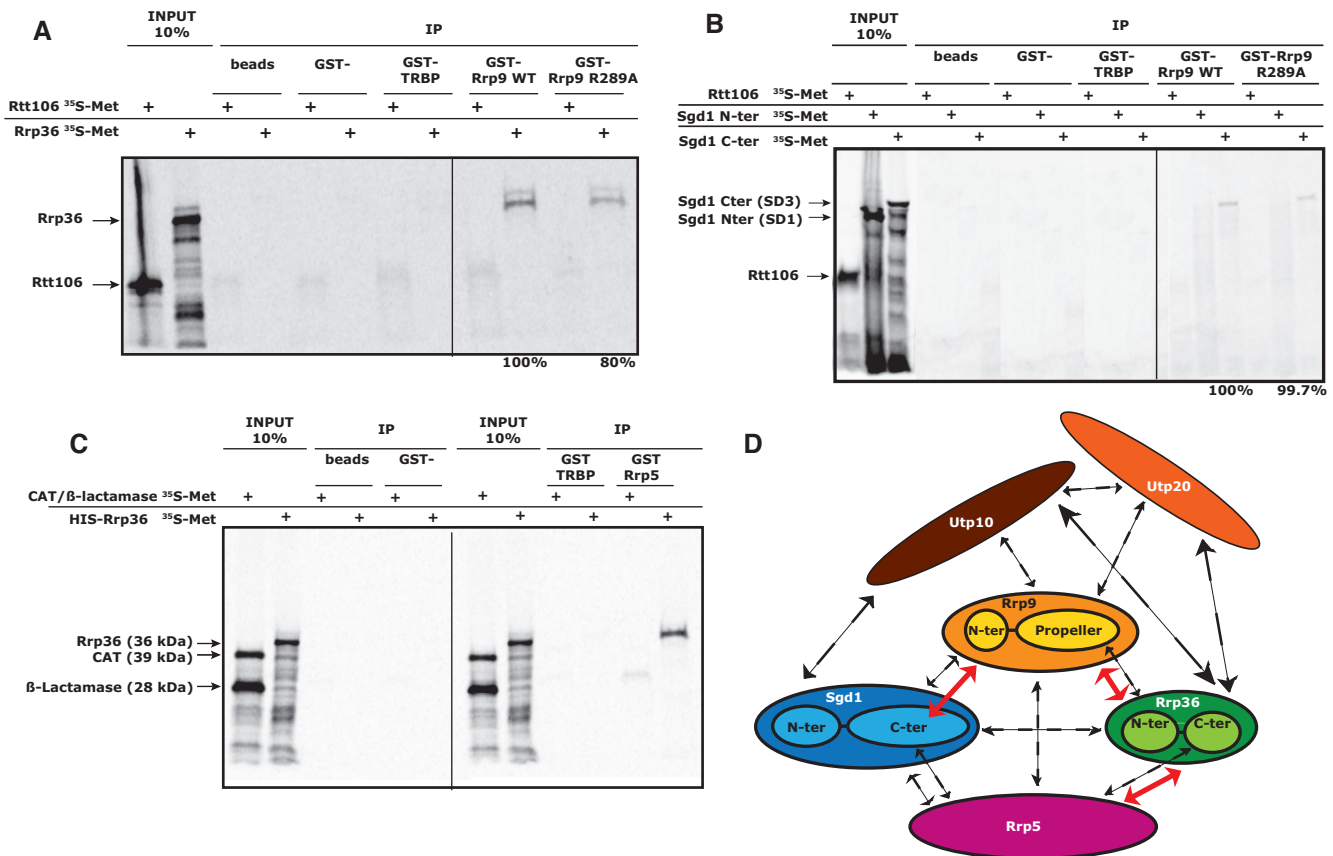 A
INPUT
10%
IP
beads
GST-
GST-
TRBP
GST-
Rrp9 WT
GST-
Rrp9 R289A
Rtt106 ³⁵S-Met + + + + + +
Rrp36 ³⁵S-Met + + + + + +
Rrp36
Rtt106
100% 80%
B
INPUT
10%
IP
beads
GST-
GST-
TRBP
GST-
Rrp9 WT
GST-Rrp9
R289A
Rtt106 ³⁵S-Met + + + + + +
Sgd1 N-ter ³⁵S-Met + + + + + +
Sgd1 C-ter ³⁵S-Met + + + + + +
Sgd1 Cter (SD3)
Sgd1 Nter (SD1)
Rtt106
100% 99.7%
C
INPUT
10%
IP
beads
GST-
INPUT
10%
IP
GST
TRBP
GST
Rrp5
CAT/ß-lactamase ³⁵S-Met + + + + + +
HIS-Rrp36 ³⁵S-Met + + + + + +
Rrp36 (36 kDa)
CAT (39 kDa)
ß-Lactamase (28 kDa)
D
Utp20
Utp10
Rrp9
N-ter Propeller
Sgd1
N-ter C-ter
Rrp36
N-ter C-ter
Rrp5